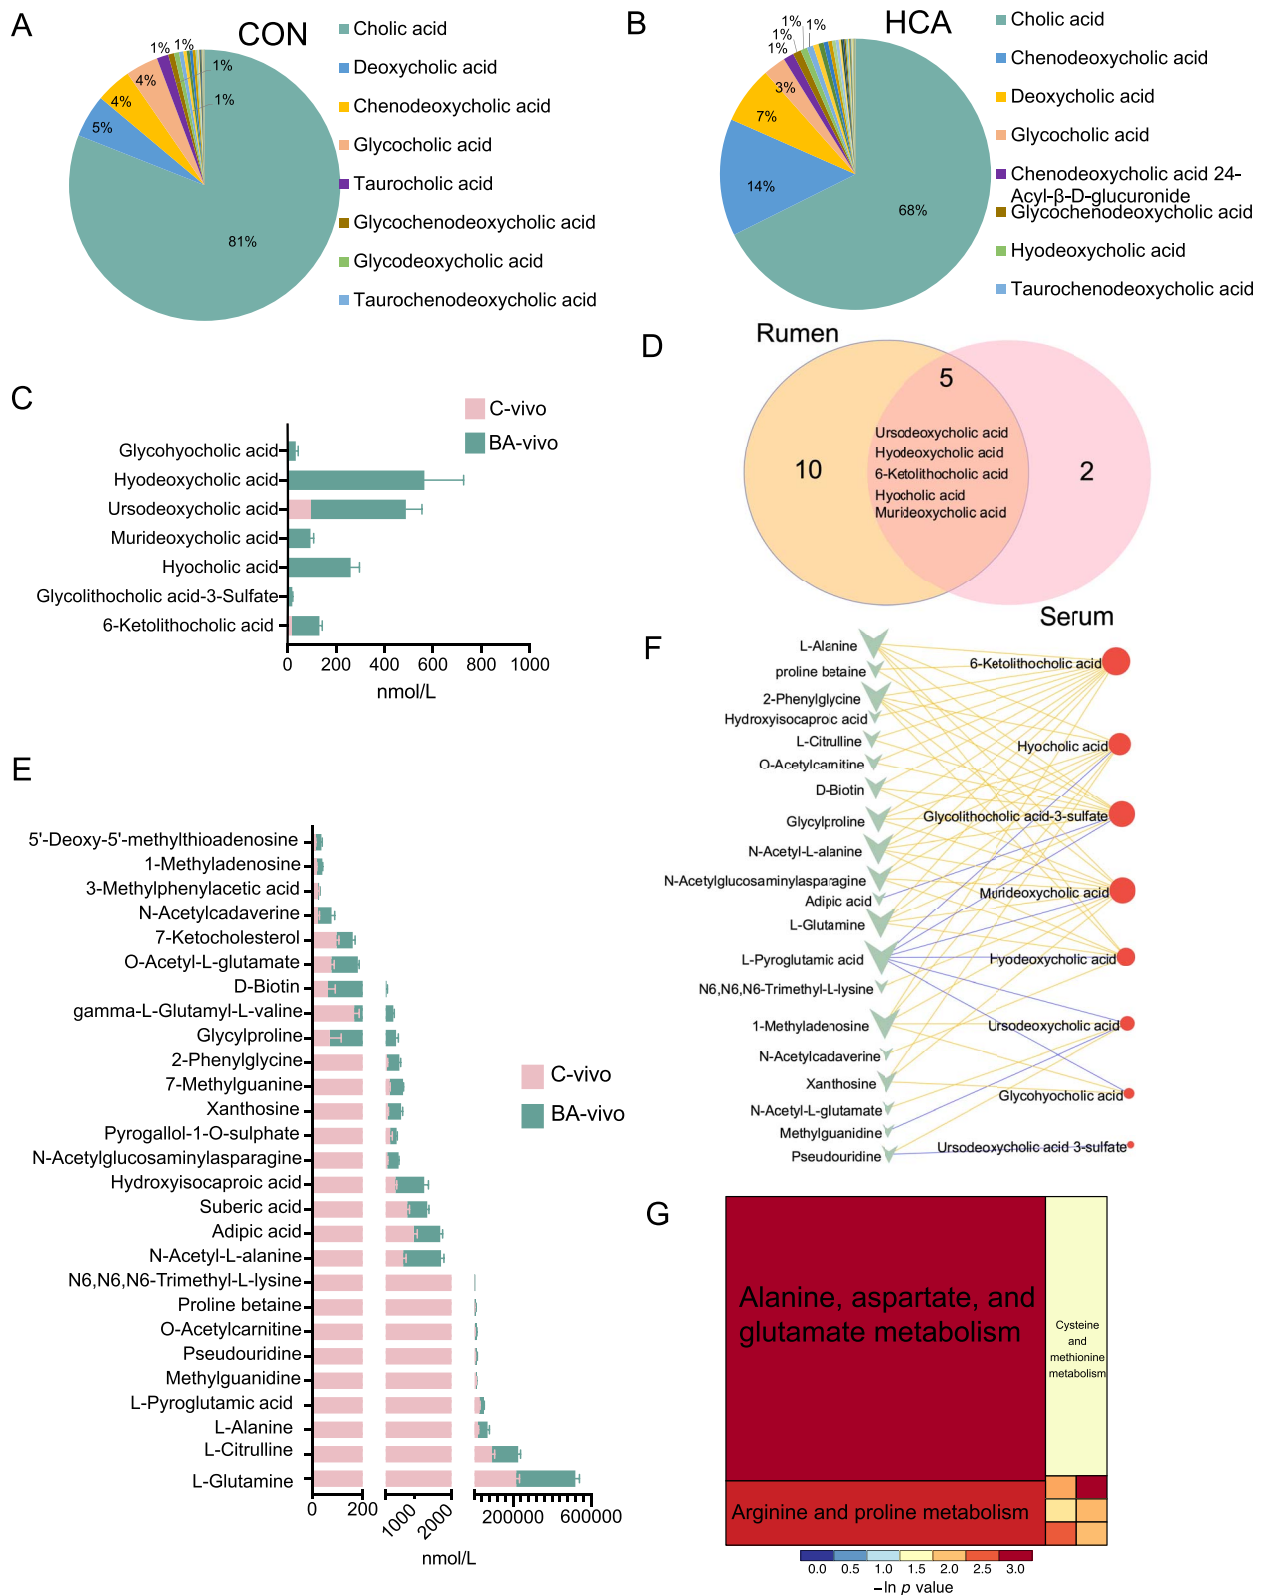 A
CON
Cholic acid
Deoxycholic acid
Chenodeoxycholic acid
Glycocholic acid
Taurocholic acid
Glycochenodeoxycholic acid
Glycodeoxycholic acid
Taurochenodeoxycholic acid
1%
1%
1%
1%
4%
4%
5%
81%
B
HCA
Cholic acid
Chenodeoxycholic acid
Deoxycholic acid
Glycocholic acid
Chenodeoxycholic acid 24-
Acyl-β-D-glucuronide
Glycochenodeoxycholic acid
Hyodeoxycholic acid
Taurochenodeoxycholic acid
1%
1%
1%
1%
3%
7%
14%
68%
C
C-vivo
BA-vivo
Glycohyocholic acid
Hyodeoxycholic acid
Ursodeoxycholic acid
Murideoxycholic acid
Hyocholic acid
Glycolithocholic acid-3-Sulfate
6-Ketolithocholic acid
0 200 400 600 800 1000
nmol/L
D
Rumen
5
Ursodeoxycholic acid
Hyodeoxycholic acid
6-Ketolithocholic acid
Hyocholic acid
Murideoxycholic acid
10
2
Serum
E
5'-Deoxy-5'-methylthioadenosine
1-Methyladenosine
3-Methylphenylacetic acid
N-Acetylcadaverine
7-Ketocholesterol
O-Acetyl-L-glutamate
D-Biotin
gamma-L-Glutamyl-L-valine
Glycylproline
2-Phenylglycine
7-Methylguanine
Xanthosine
Pyrogallol-1-O-sulphate
N-Acetylglucosaminylasparagine
Hydroxyisocaproic acid
Suberic acid
Adipic acid
N-Acetyl-L-alanine
N6,N6,N6-Trimethyl-L-lysine
Proline betaine
O-Acetylcarnitine
Pseudouridine
Methylguanidine
L-Pyroglutamic acid
L-Alanine
L-Citrulline
L-Glutamine
C-vivo
BA-vivo
0 200 1000 2000 200000 600000
nmol/L
F
L-Alanine
proline betaine
2-Phenylglycine
Hydroxyisocaproic acid
L-Citrulline
O-Acetylcarnitine
D-Biotin
Glycylproline
N-Acetyl-L-alanine
N-Acetylglucosaminylasparagine
Adipic acid
L-Glutamine
L-Pyroglutamic acid
N6,N6,N6-Trimethyl-L-lysine
1-Methyladenosine
N-Acetylcadaverine
Xanthosine
N-Acetyl-L-glutamate
Methylguanidine
Pseudouridine
6-Ketolithocholic acid
Hyocholic acid
Glycolithocholic acid-3-sulfate
Murideoxycholic acid
Hyodeoxycholic acid
Ursodeoxycholic acid
Glycohyocholic acid
Ursodeoxycholic acid 3-sulfate
G
Alanine, aspartate, and
glutamate metabolism
Cysteine
and
methionine
metabolism
Arginine and proline metabolism
0.0 0.5 1.0 1.5 2.0 2.5 3.0
−ln p value